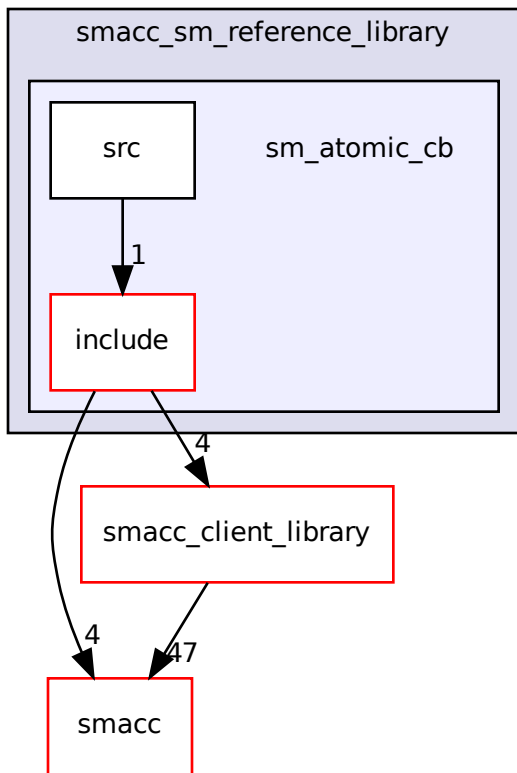 smacc_sm_reference_library
src
sm_atomic_cb
1
include
4
smacc_client_library
4
47
smacc